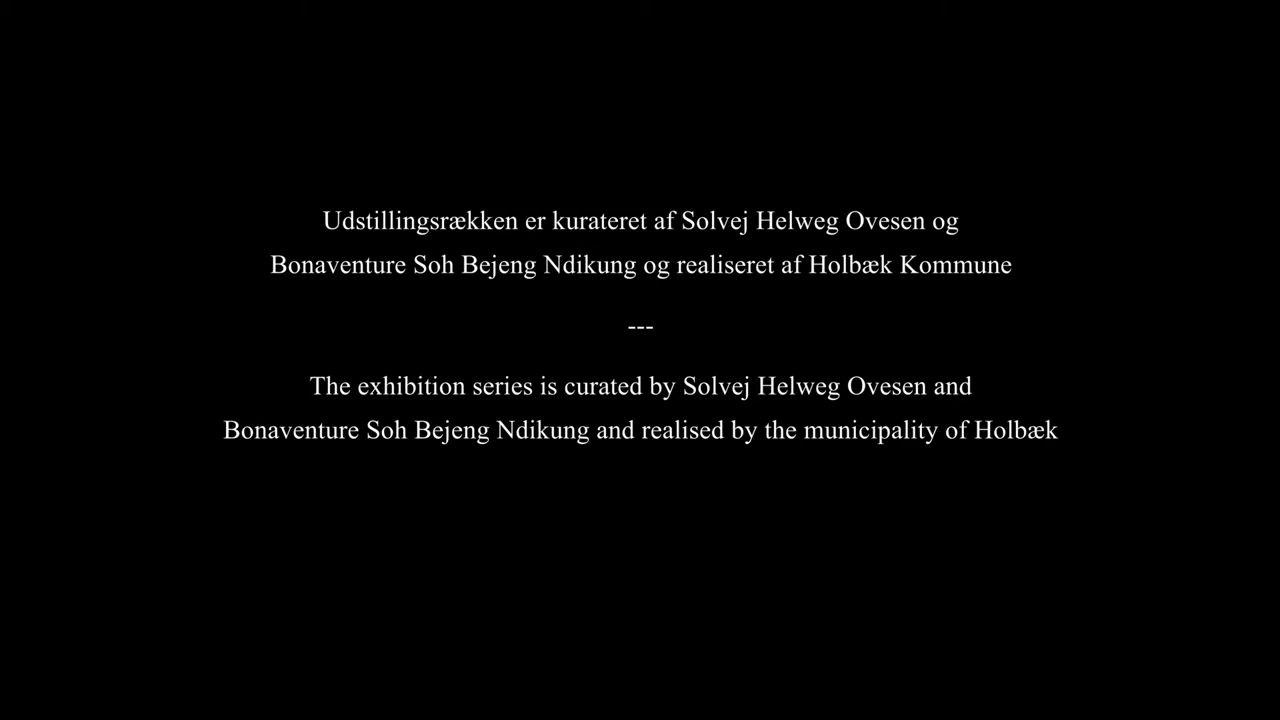 Udstillingsrækken er kurateret af Solvej Helweg Ovesen og
Bonaventure Soh Bejeng Ndikung og realiseret af Holbæk Kommune
---
The exhibition series is curated by Solvej Helweg Ovesen and
Bonaventure Soh Bejeng Ndikung and realised by the municipality of Holbæk